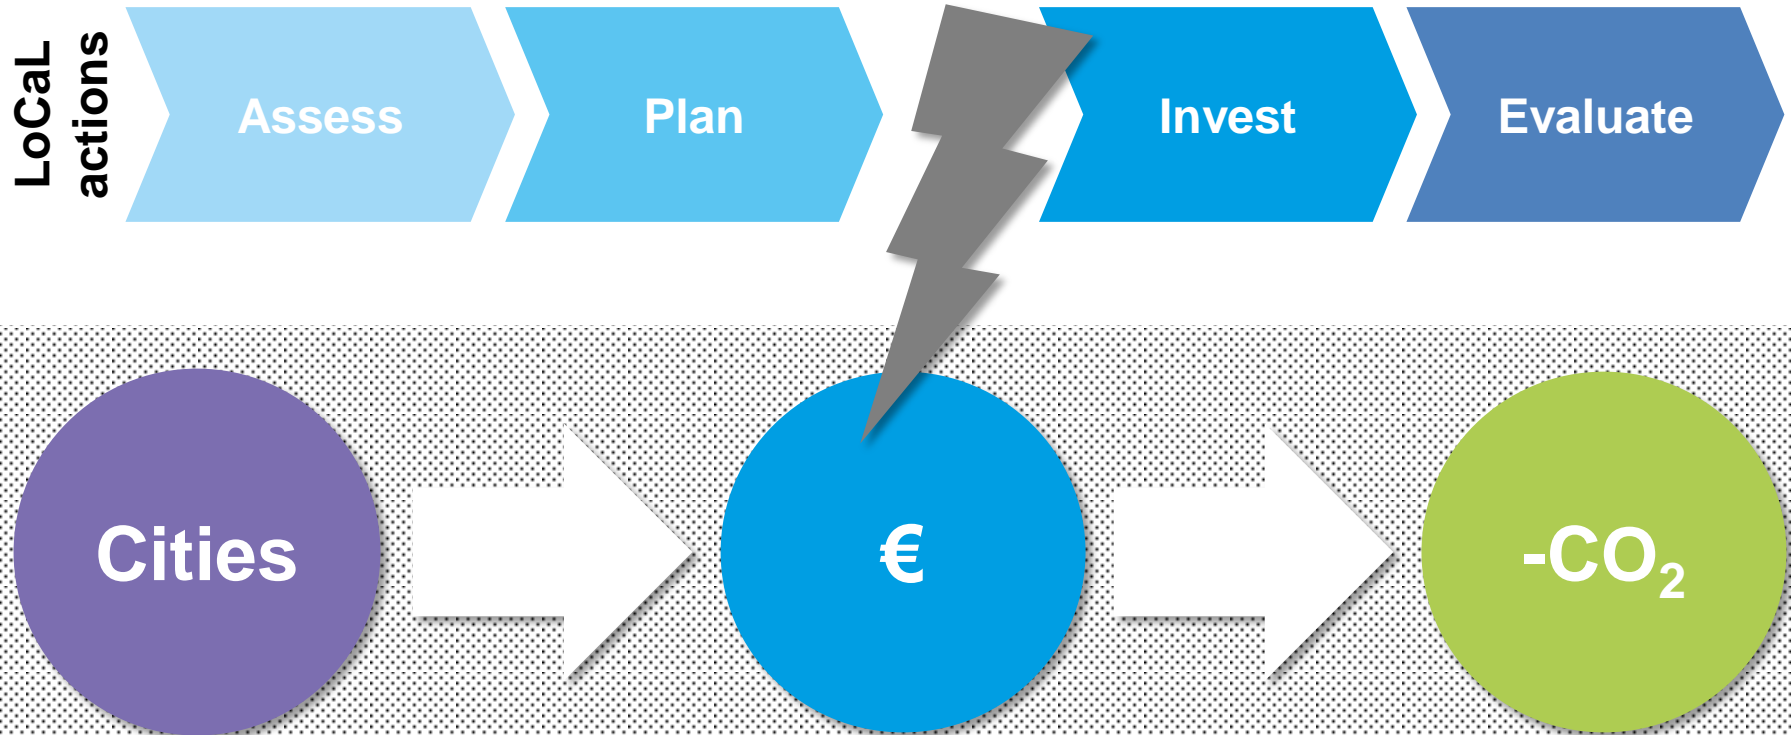 LoCaL
actions
Assess
Plan
Invest
Evaluate
Cities
€
-CO₂